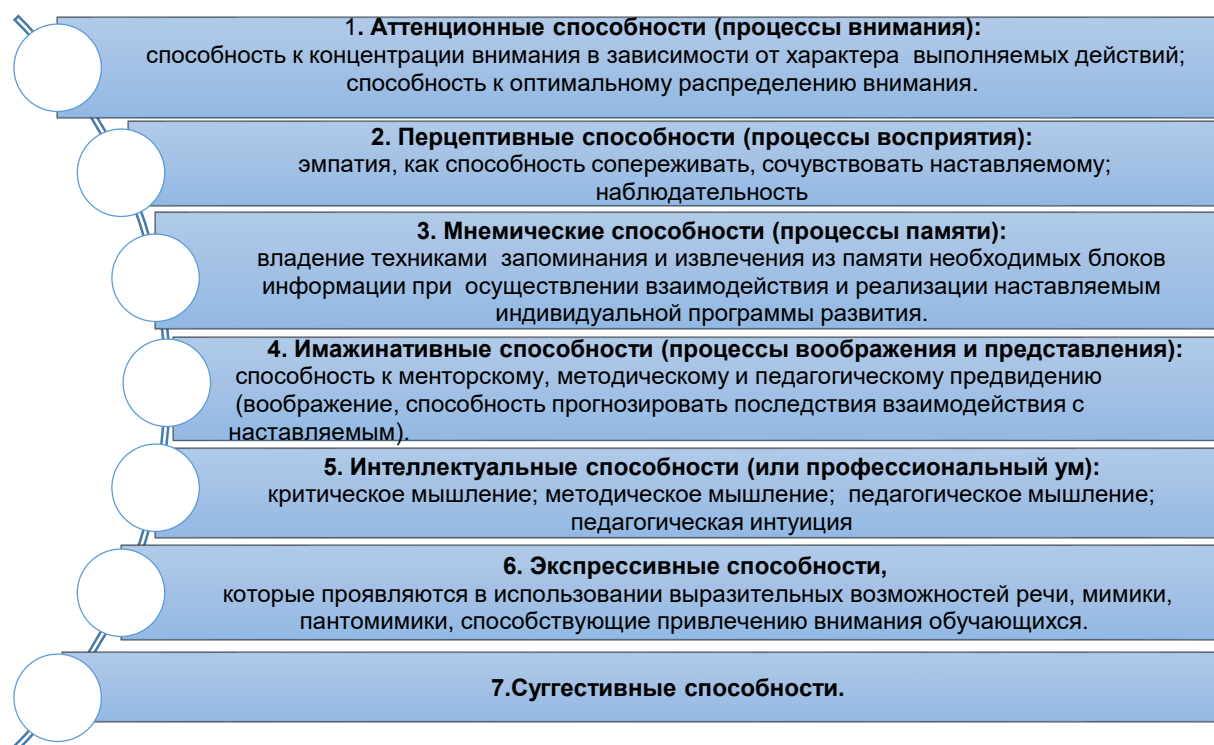 1. Аттенционные способности (процессы внимания):
способность к концентрации внимания в зависимости от характера выполняемых действий;
способность к оптимальному распределению внимания.
2. Перцептивные способности (процессы восприятия):
эмпатия, как способность сопереживать, сочувствовать наставляемому;
наблюдательность
3. Мнемические способности (процессы памяти):
владение техниками запоминания и извлечения из памяти необходимых блоков
информации при осуществлении взаимодействия и реализации наставляемым
индивидуальной программы развития.
4. Имажинативные способности (процессы воображения и представления):
способность к менторскому, методическому и педагогическому предвидению
(воображение, способность прогнозировать последствия взаимодействия с
наставляемым).
5. Интеллектуальные способности (или профессиональный ум):
критическое мышление; методическое мышление; педагогическое мышление;
педагогическая интуиция
6. Экспрессивные способности,
которые проявляются в использовании выразительных возможностей речи, мимики,
пантомимики, способствующие привлечению внимания обучающихся.
7.Суггестивные способности.